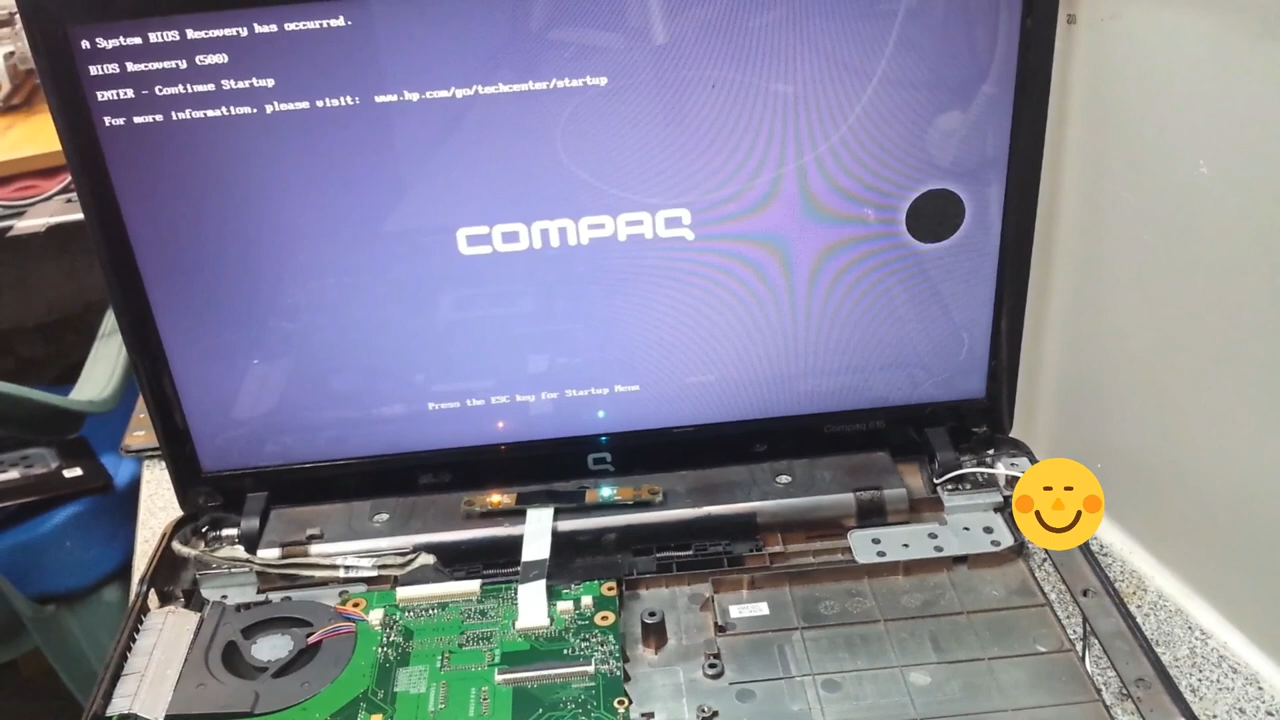 A System BIOS Recovery has occurred.
BIOS Recovery (500)
ENTER - Continue Startup
For more information, please visit: www.hp.com/go/techcenter/startup
COMPAQ
Press the ESC key for Startup Menu
Compaq 615